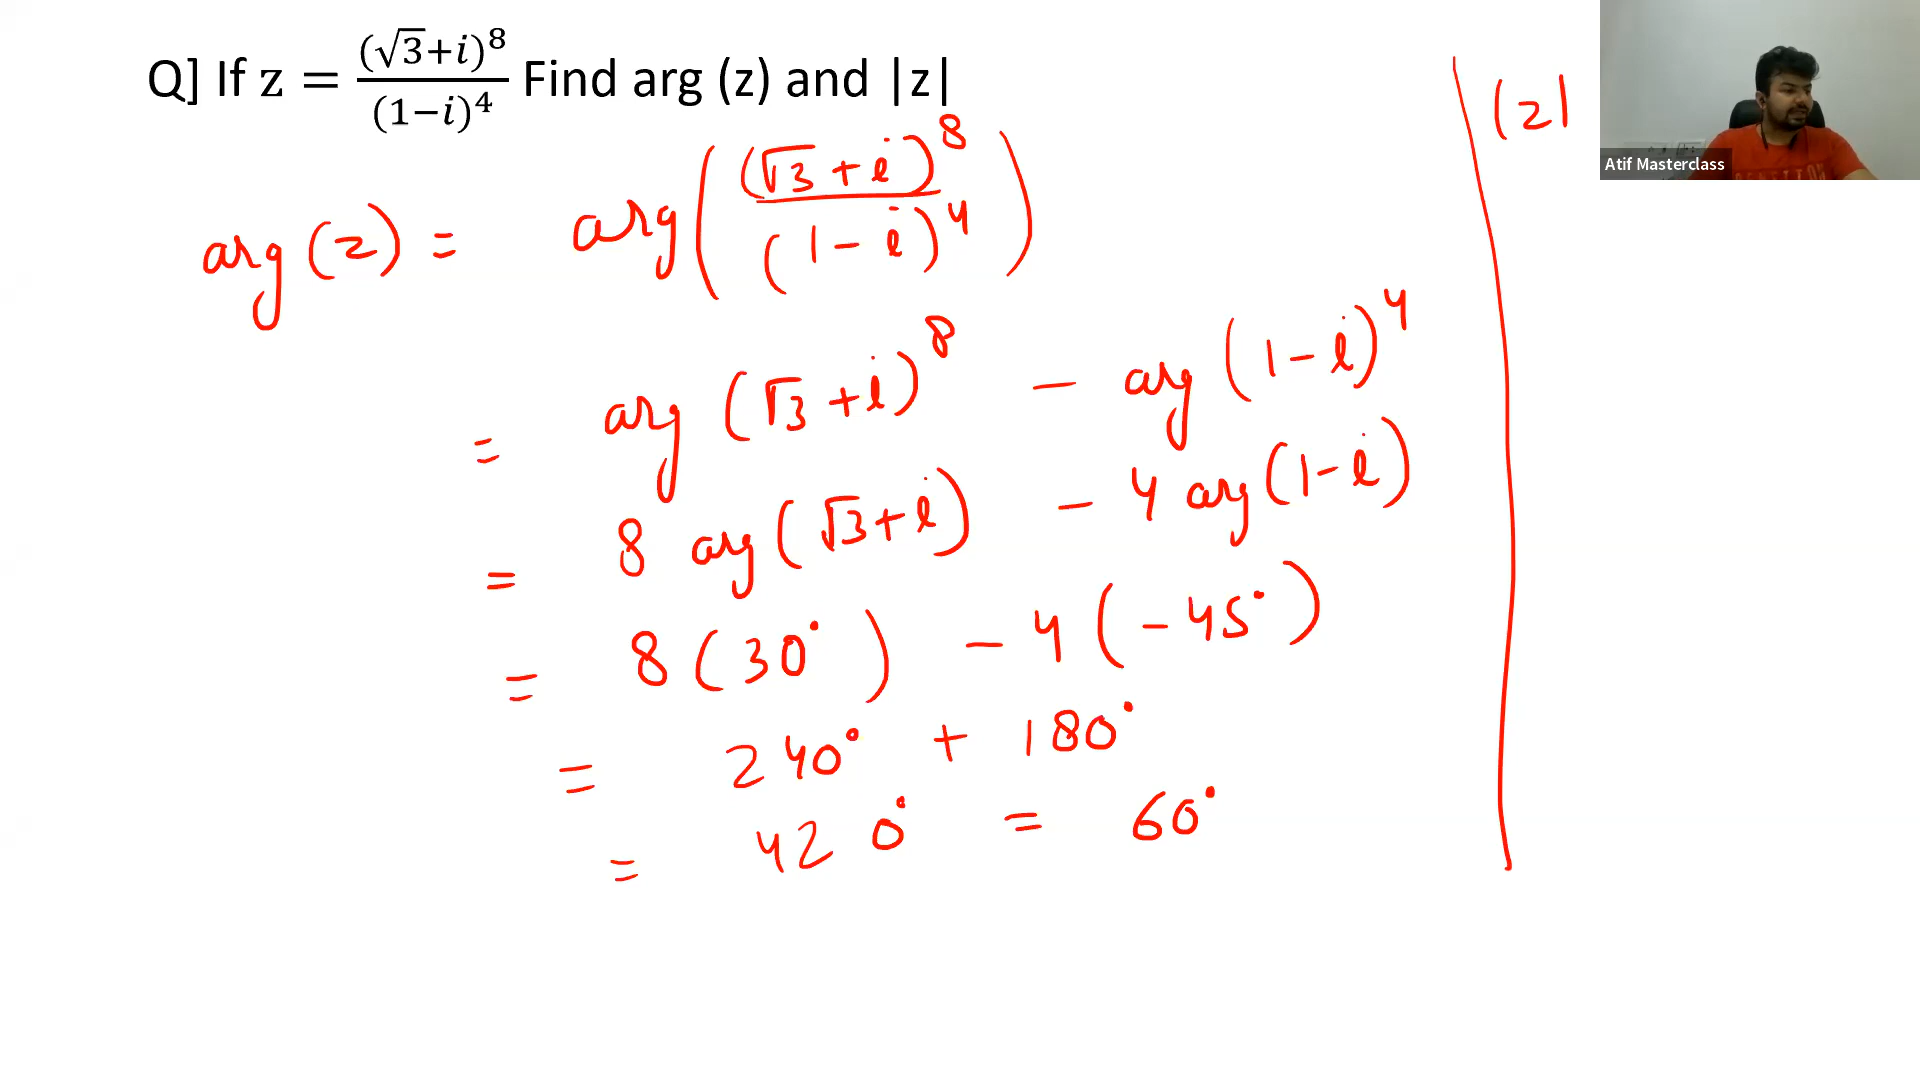 Q] If z = (√3+i)⁸/(1−i)⁴ Find arg (z) and |z|
|z|
Atif Masterclass
arg(z) = arg((√3+i)⁸/(1−i)⁴)
= arg(√3+i)⁸ − arg(1−i)⁴
= 8 arg(√3+i) − 4 arg(1−i)
= 8(30°) − 4(−45°)
= 240° + 180°
= 420° = 60°